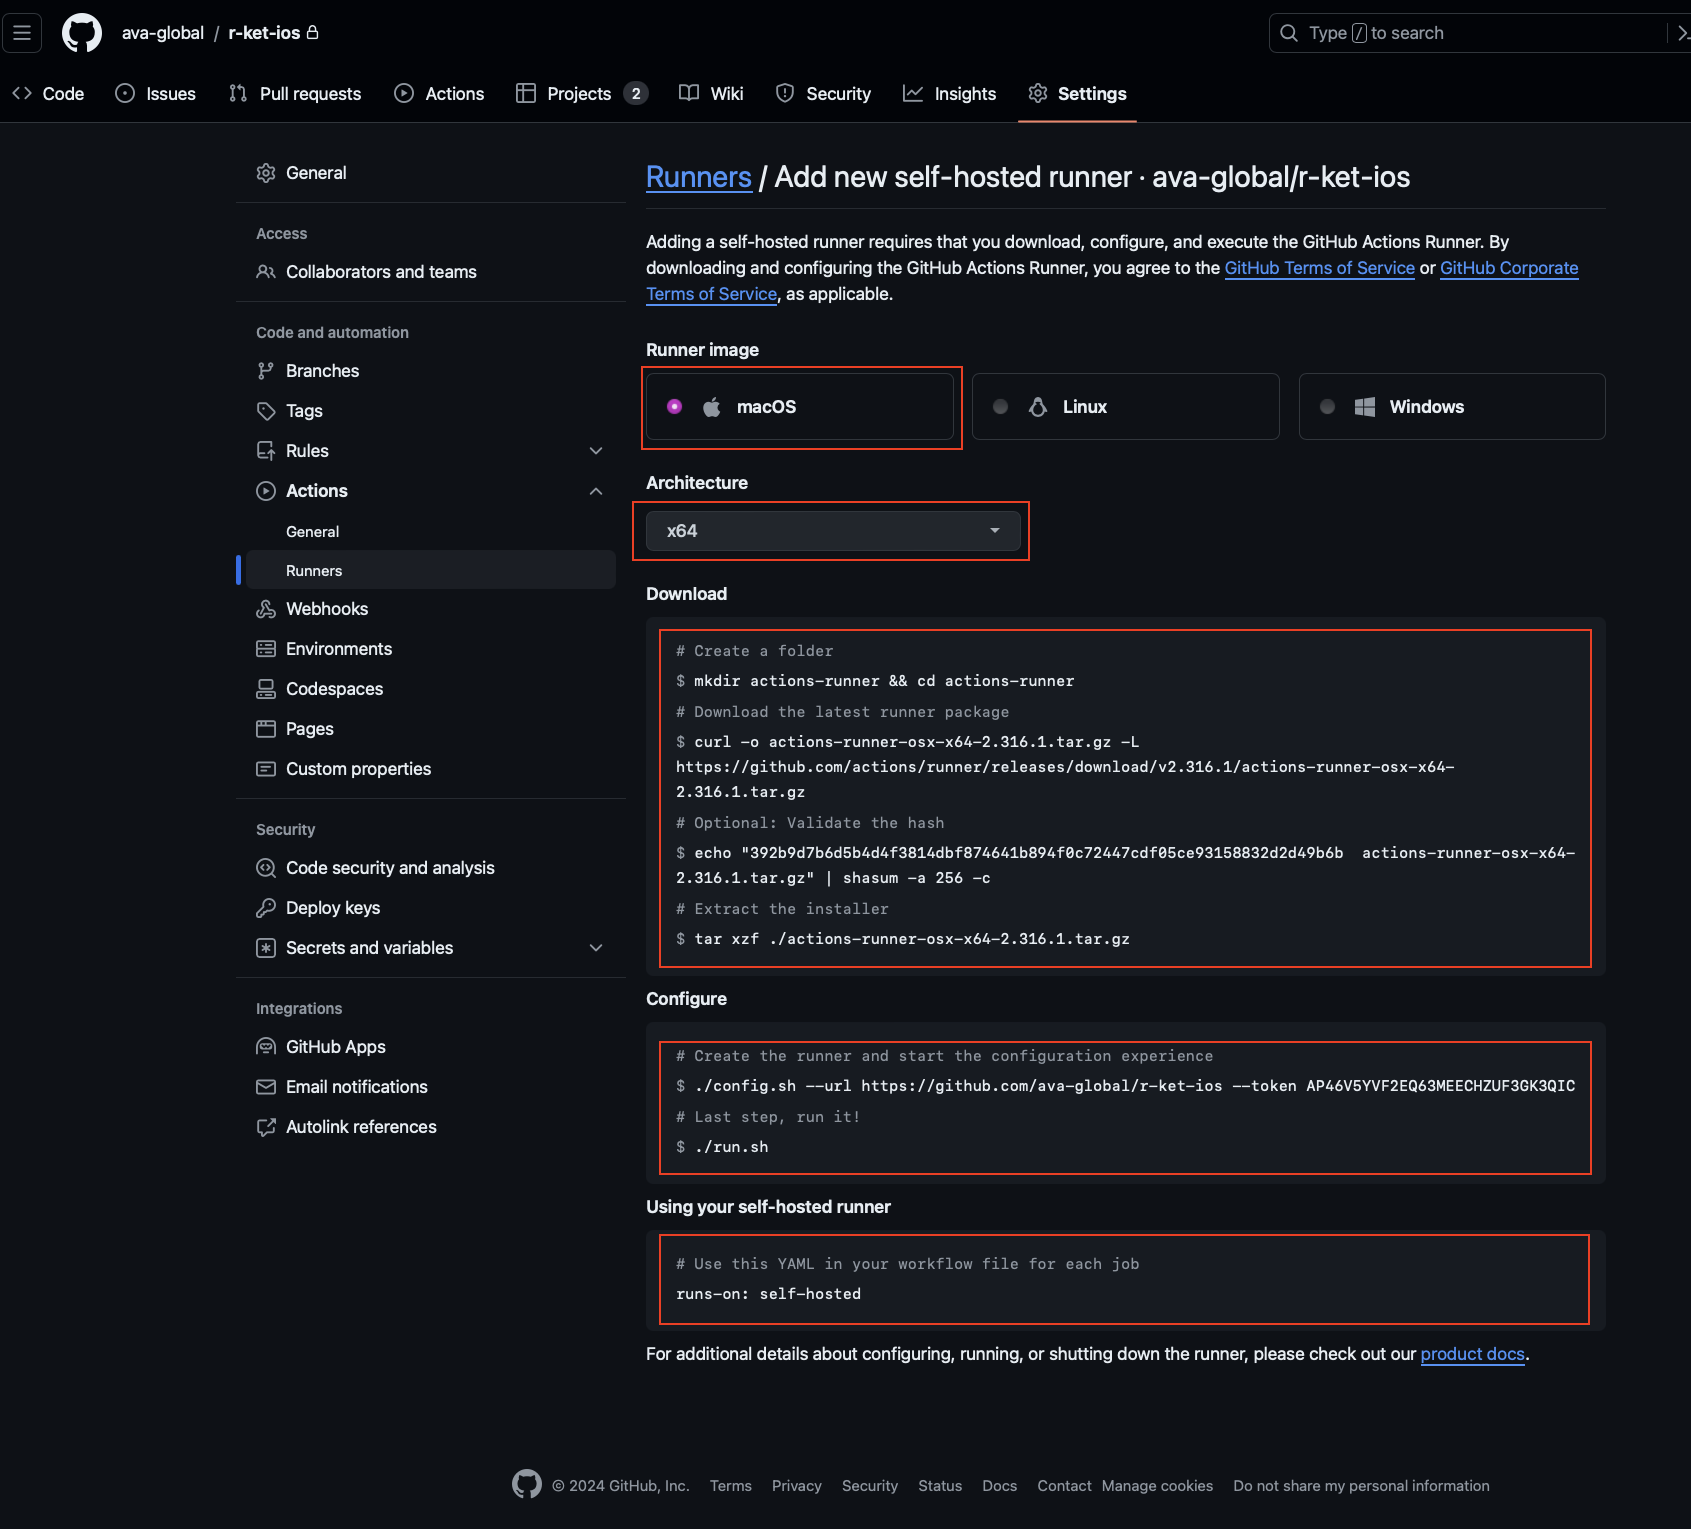 ava-global / r-ket-ios
Type / to search
Code
Issues
Pull requests
Actions
Projects 2
Wiki
Security
Insights
Settings
General
Access
Collaborators and teams
Code and automation
Branches
Tags
Rules
Actions
General
Runners
Webhooks
Environments
Codespaces
Pages
Custom properties
Security
Code security and analysis
Deploy keys
Secrets and variables
Integrations
GitHub Apps
Email notifications
Autolink references
Runners / Add new self-hosted runner · ava-global/r-ket-ios
Adding a self-hosted runner requires that you download, configure, and execute the GitHub Actions Runner. By
downloading and configuring the GitHub Actions Runner, you agree to the GitHub Terms of Service or GitHub Corporate
Terms of Service, as applicable.
Runner image
macOS
Linux
Windows
Architecture
x64
Download
# Create a folder
$ mkdir actions-runner && cd actions-runner
# Download the latest runner package
$ curl -o actions-runner-osx-x64-2.316.1.tar.gz -L
https://github.com/actions/runner/releases/download/v2.316.1/actions-runner-osx-x64-
2.316.1.tar.gz
# Optional: Validate the hash
$ echo "392b9d7b6d5b4d4f3814dbf874641b894f0c72447cdf05ce93158832d2d49b6b  actions-runner-osx-x64-
2.316.1.tar.gz" | shasum -a 256 -c
# Extract the installer
$ tar xzf ./actions-runner-osx-x64-2.316.1.tar.gz
Configure
# Create the runner and start the configuration experience
$ ./config.sh --url https://github.com/ava-global/r-ket-ios --token AP46V5YVF2EQ63MEECHZUF3GK3QIC
# Last step, run it!
$ ./run.sh
Using your self-hosted runner
# Use this YAML in your workflow file for each job
runs-on: self-hosted
For additional details about configuring, running, or shutting down the runner, please check out our product docs.
© 2024 GitHub, Inc.
Terms
Privacy
Security
Status
Docs
Contact
Manage cookies
Do not share my personal information